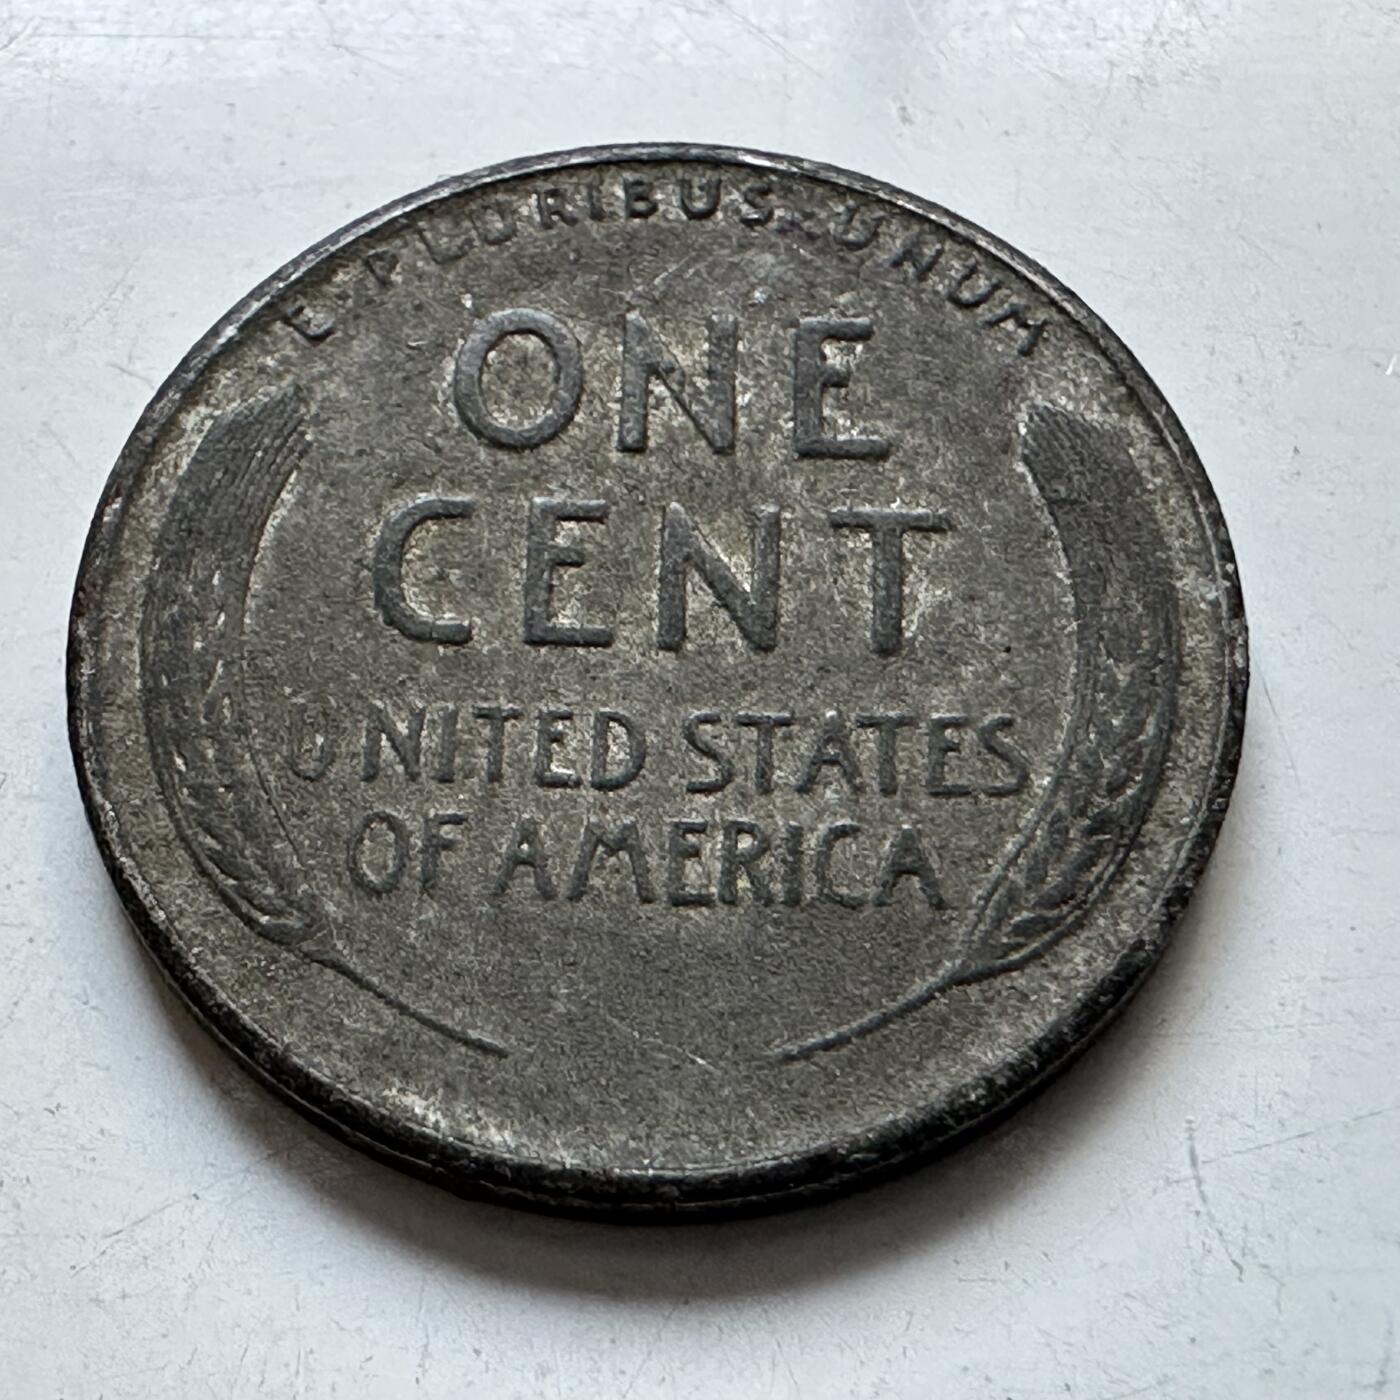 E PLURIBUS UNUM
ONE
CENT
UNITED STATES
OF AMERICA